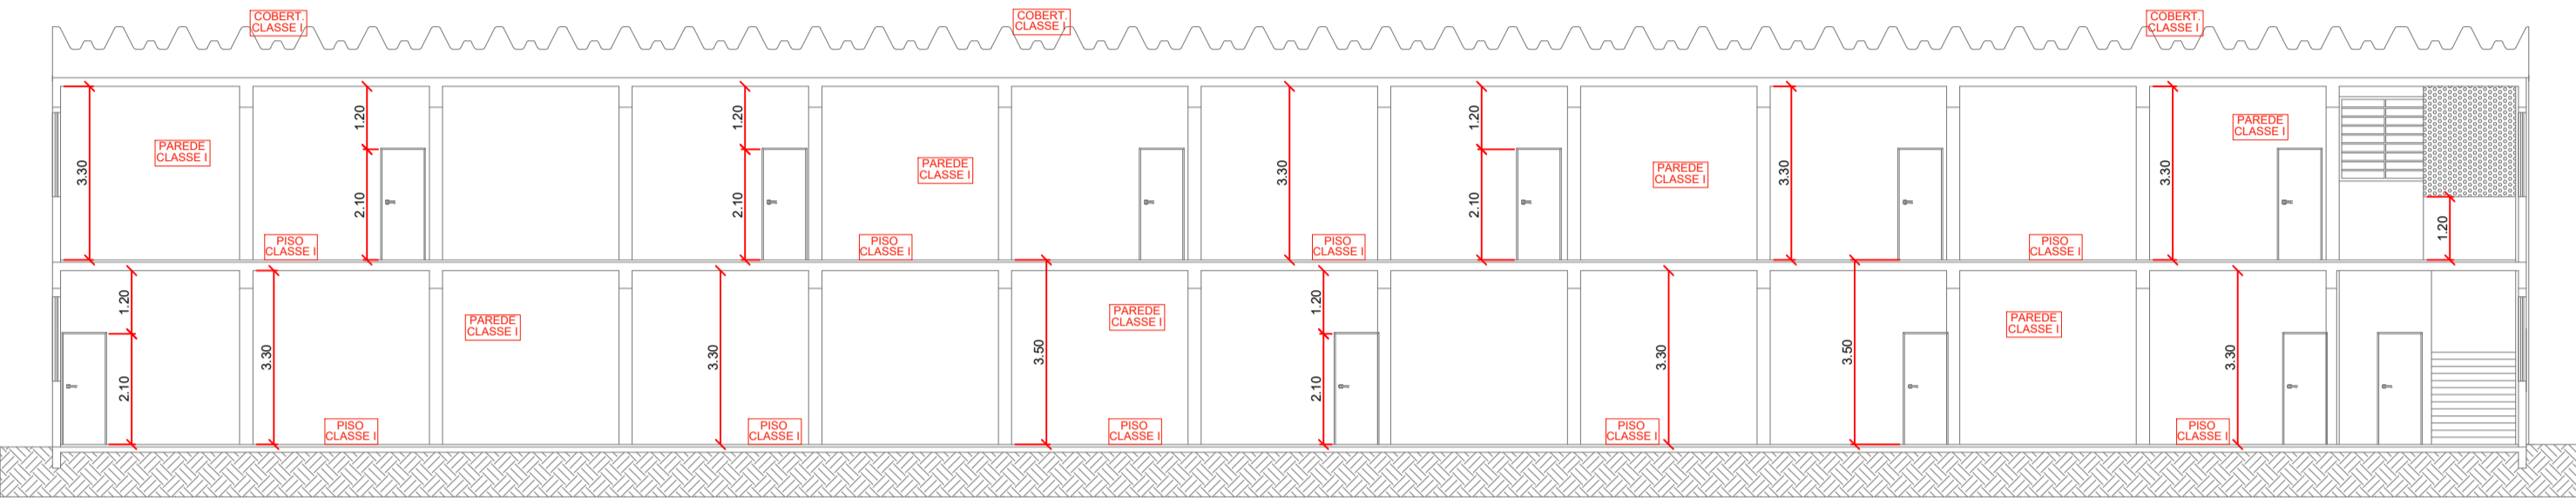 COBERT.
CLASSE I
COBERT.
CLASSE I
COBERT.
CLASSE I
3.30
PAREDE
CLASSE I
1.20
2.10
1.20
2.10
PAREDE
CLASSE I
3.30
1.20
2.10
PAREDE
CLASSE I
3.30
3.30
PAREDE
CLASSE I
1.20
PISO
CLASSE I
PISO
CLASSE I
PISO
CLASSE I
PISO
CLASSE I
1.20
2.10
3.30
PAREDE
CLASSE I
3.30
3.50
PAREDE
CLASSE I
1.20
2.10
3.30
3.50
PAREDE
CLASSE I
3.30
PISO
CLASSE I
PISO
CLASSE I
PISO
CLASSE I
PISO
CLASSE I
PISO
CLASSE I